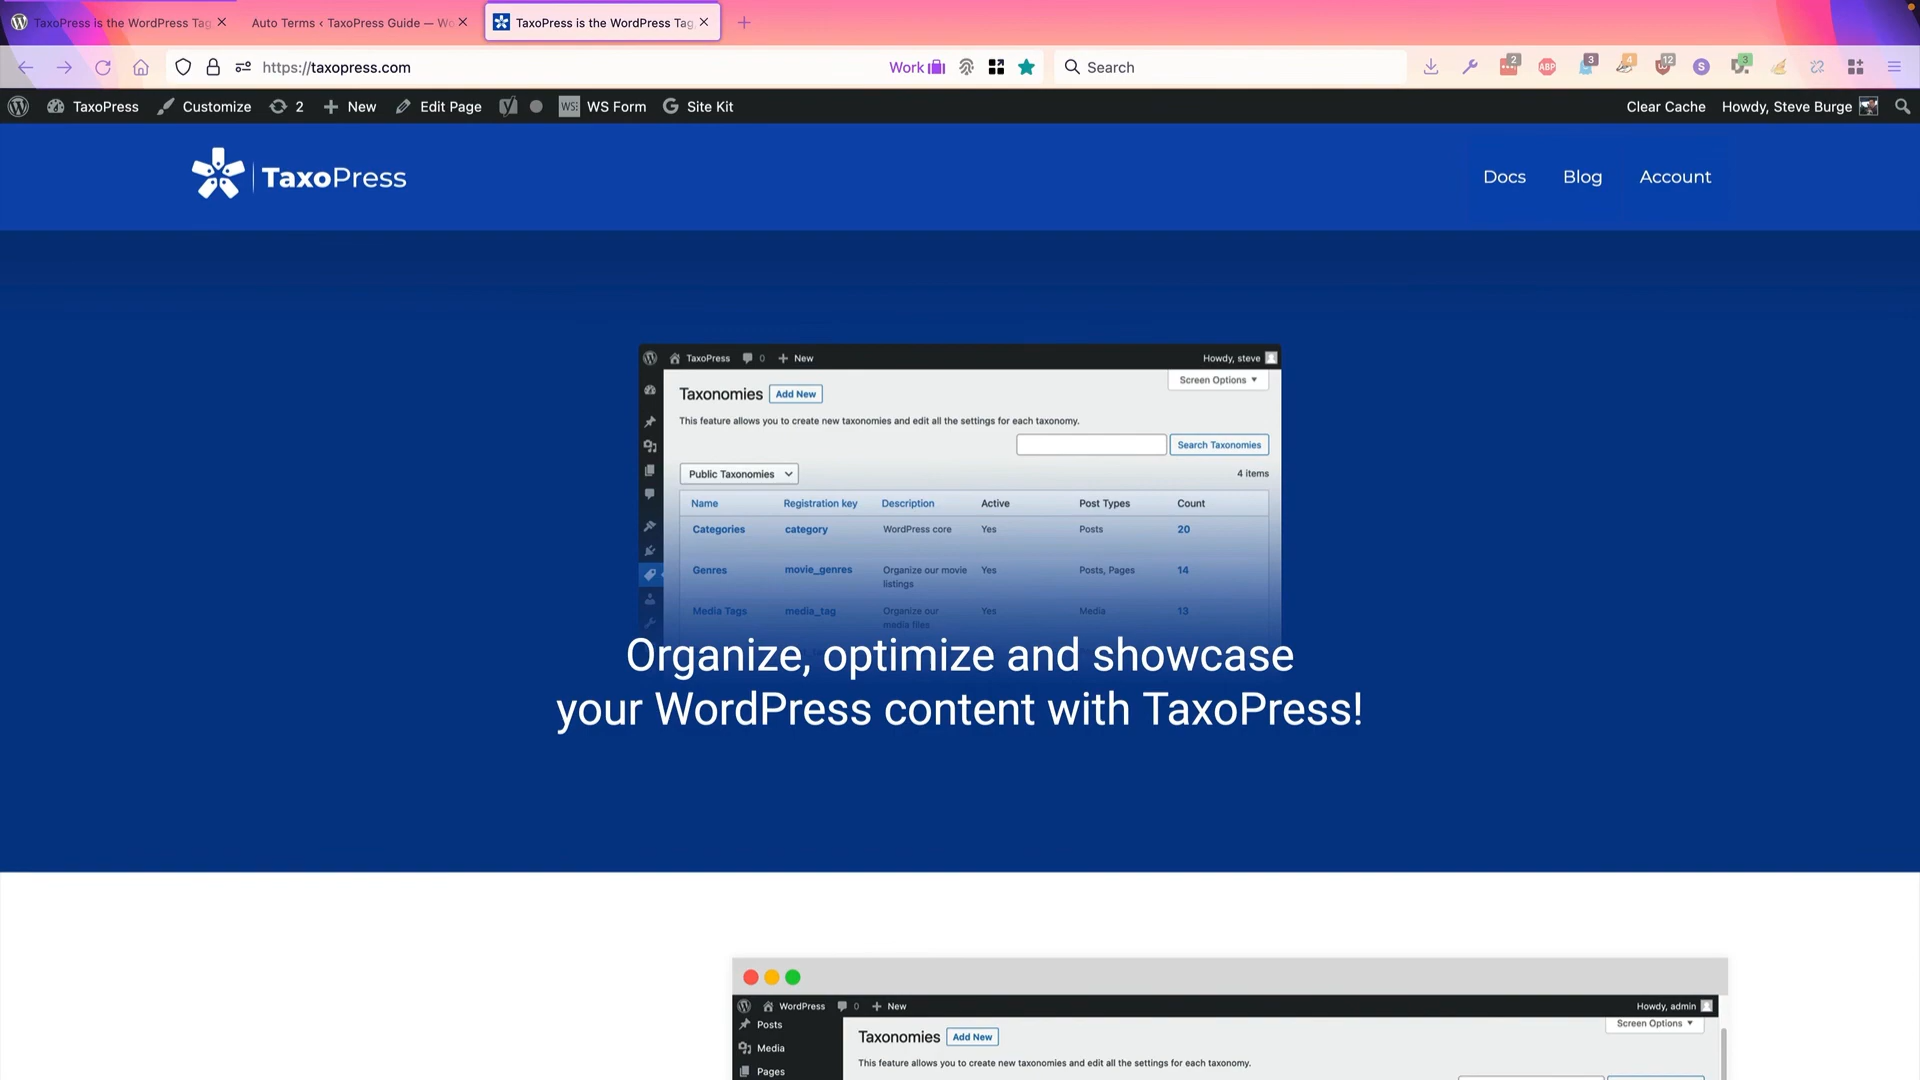 TaxoPress is the WordPress Tag
Auto Terms ‹ TaxoPress Guide — Wo
TaxoPress is the WordPress Tag,
https://taxopress.com
Work
Search
2
ABP
3
4
12
S
3
TaxoPress
Customize
2
New
Edit Page
WS Form
Site Kit
Clear Cache
Howdy, Steve Burge
TaxoPress
Docs
Blog
Account
TaxoPress
0
New
Howdy, steve
Screen Options
Taxonomies
Add New
This feature allows you to create new taxonomies and edit all the settings for each taxonomy.
Search Taxonomies
Public Taxonomies
4 items
Name Registration key Description Active Post Types Count
Categories category WordPress core Yes Posts 20
Genres movie_genres Organize our movie Yes Posts, Pages 14
listings
Media Tags media_tag Organize our Yes Media 13
media files
Organize, optimize and showcase
your WordPress content with TaxoPress!
WordPress
0
New
Howdy, admin
Posts
Screen Options
Taxonomies
Add New
Media
This feature allows you to create new taxonomies and edit all the settings for each taxonomy.
Pages